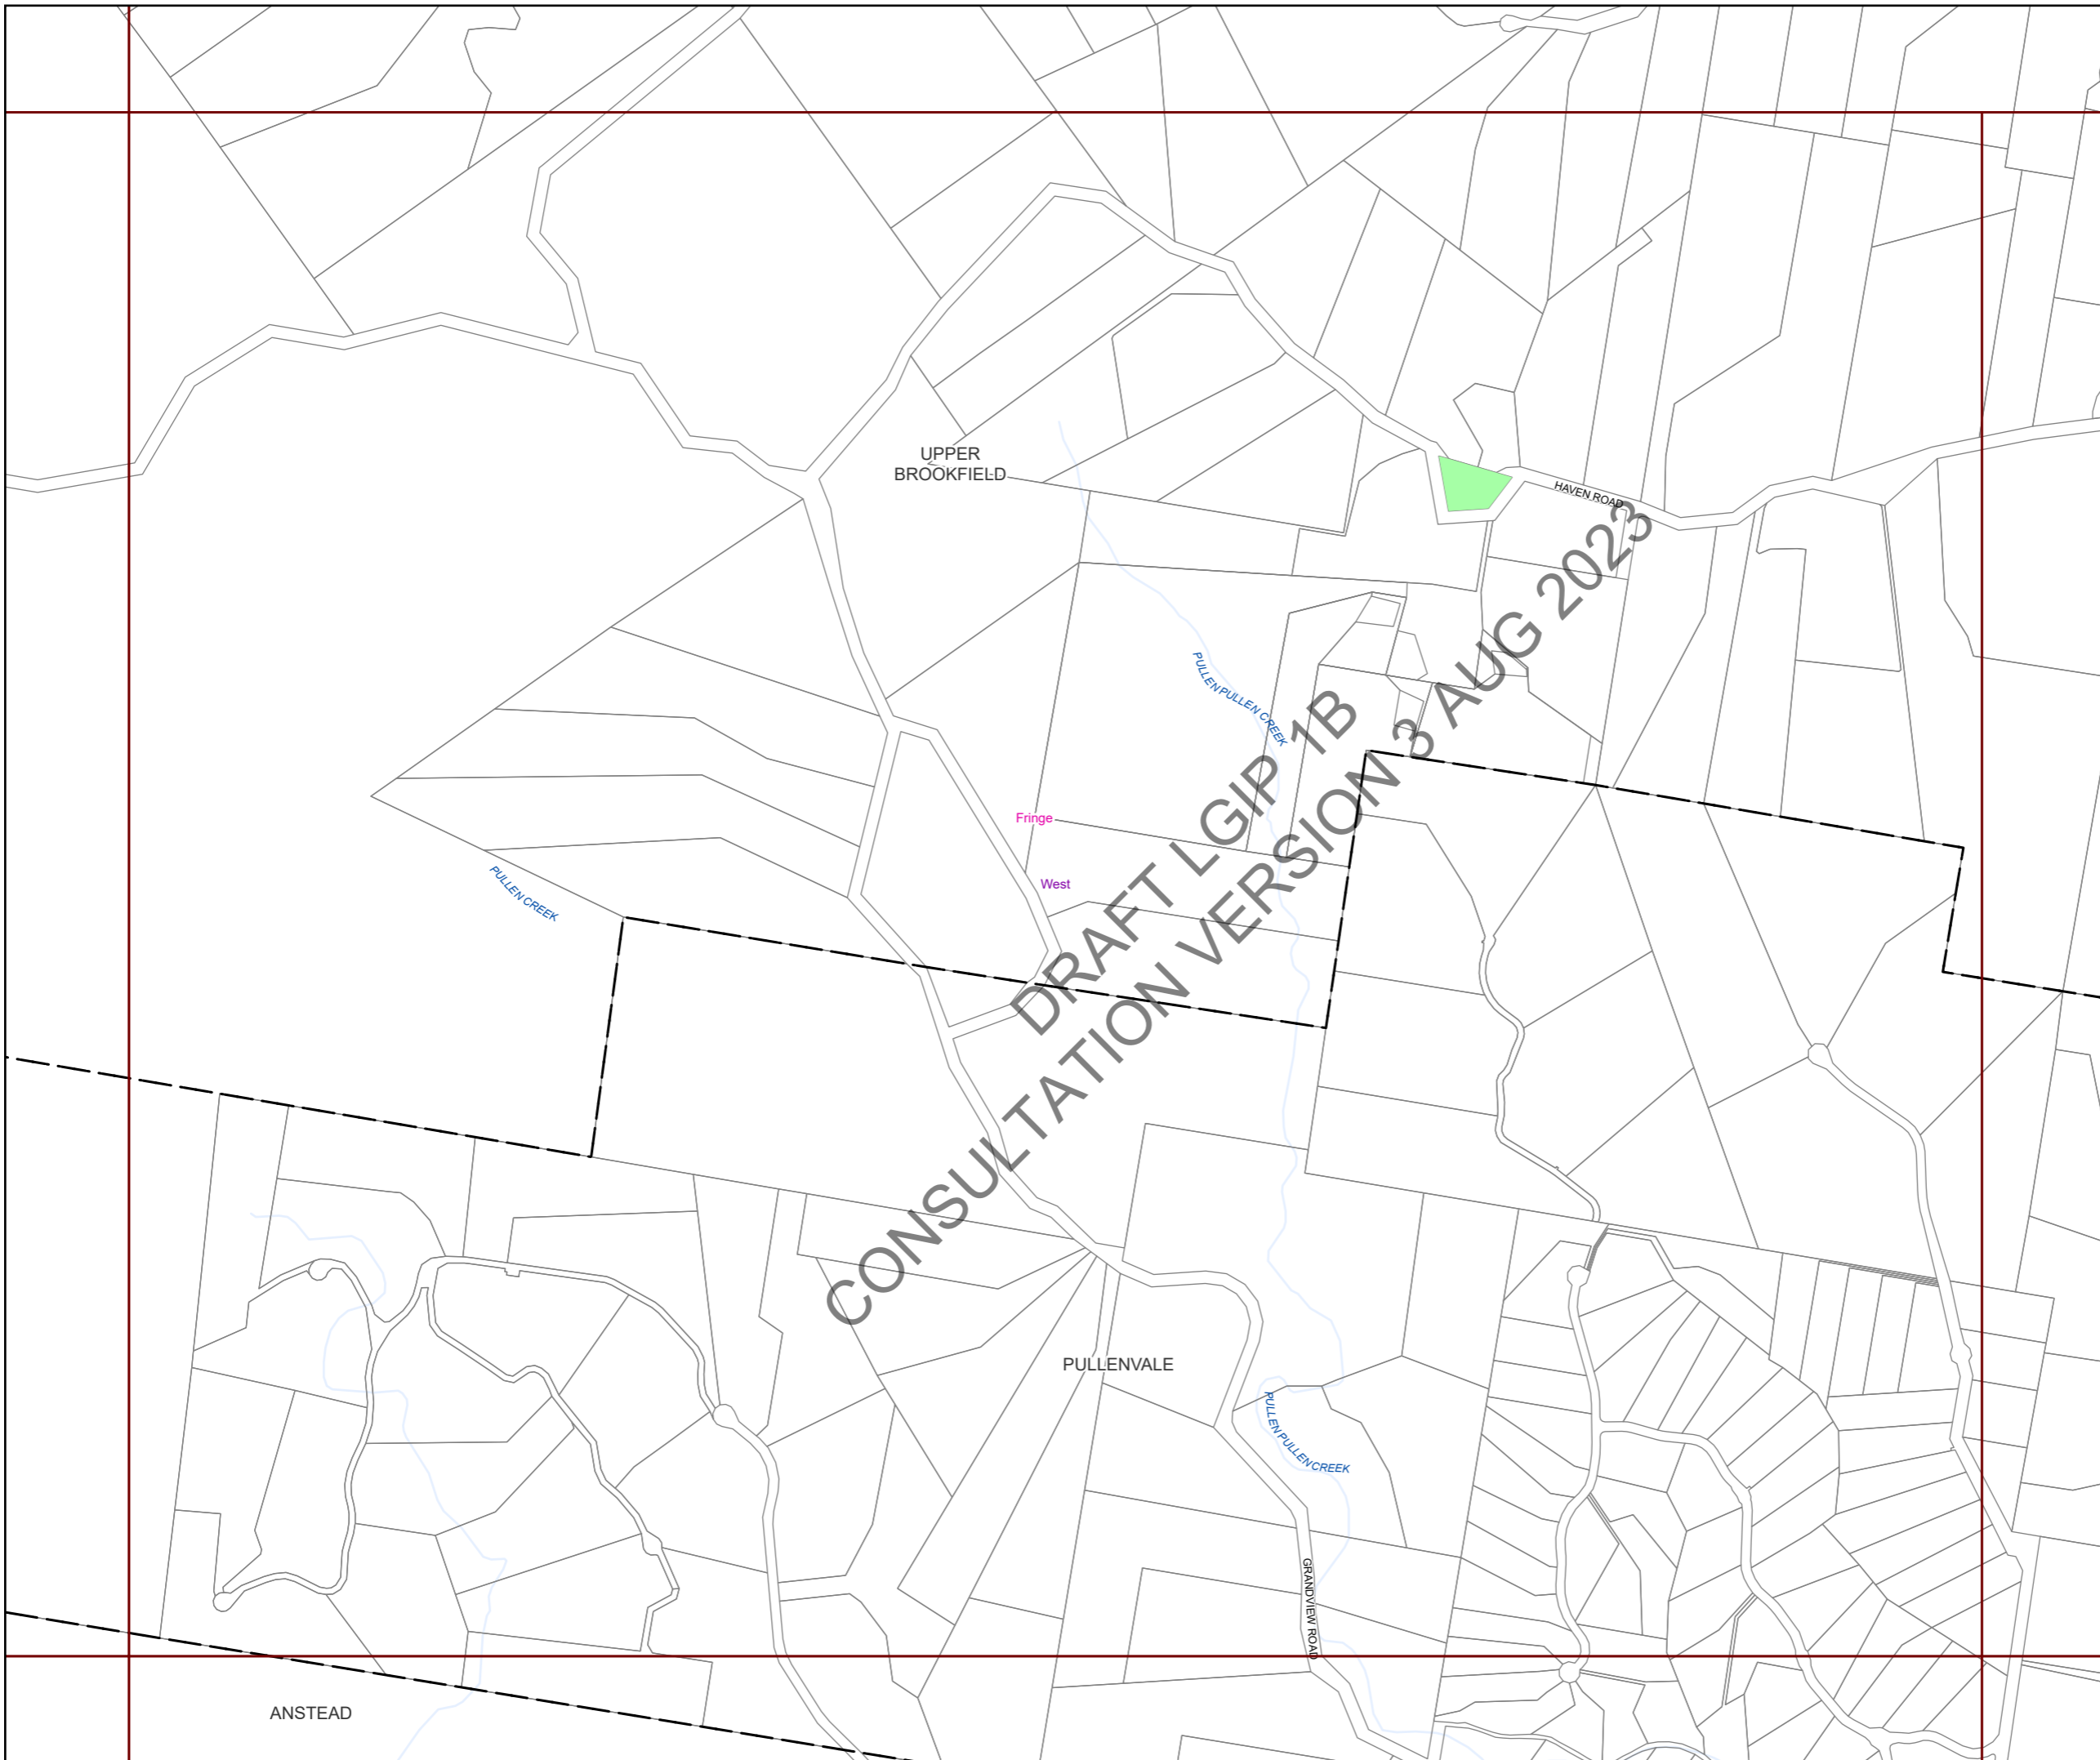 UPPER
BROOKFIELD
HAVEN ROAD
PULLEN PULLEN CREEK
Fringe
West
PULLEN CREEK
DRAFT LGIP 1B
CONSULTATION VERSION 3 AUG 2023
PULLENVALE
PULLEN PULLEN CREEK
GRANDVIEW ROAD
ANSTEAD